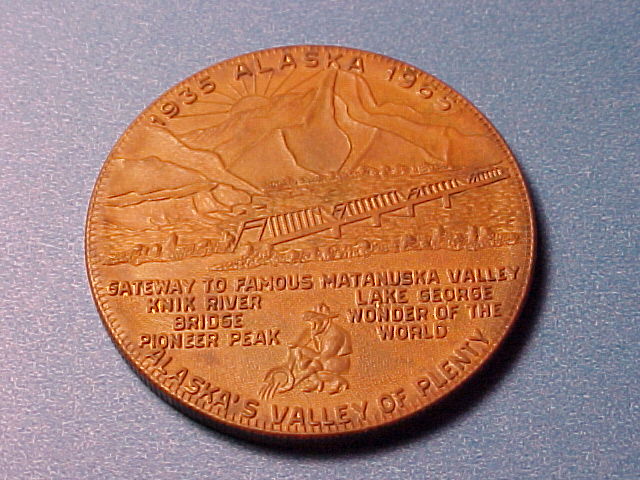 1935 ALASKA 1965
GATEWAY TO FAMOUS MATANUSKA VALLEY
KNIK RIVER
BRIDGE
PIONEER PEAK
LAKE GEORGE
WONDER OF THE
WORLD
ALASKA'S VALLEY OF PLENTY